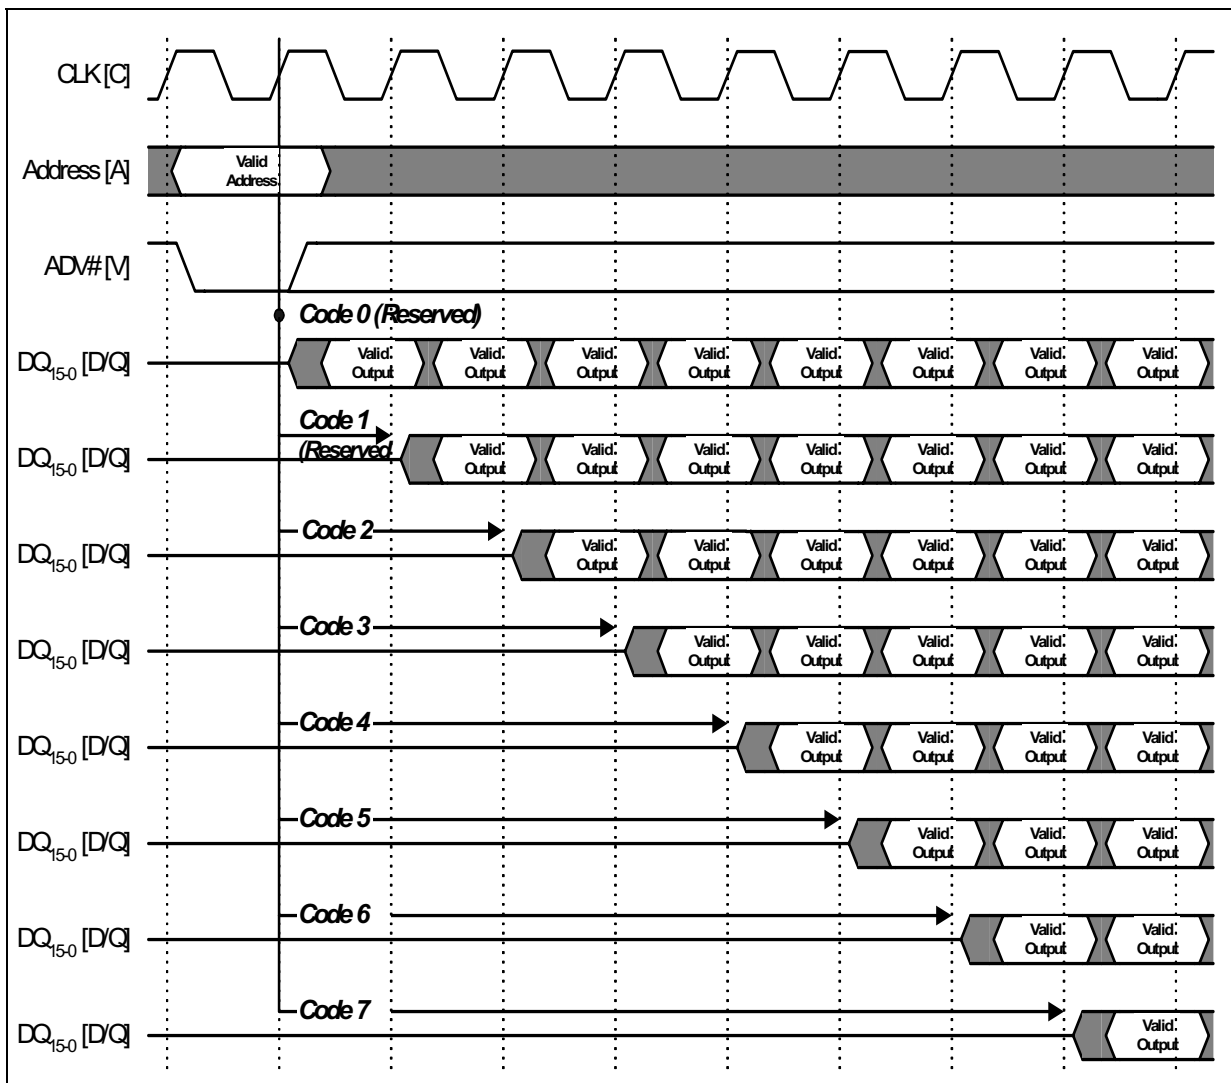 CLK [C]
Address [A]
Valid
Address
ADV# [V]
Code 0 (Reserved)
DQ15-0 [D/Q]
Valid Output Valid Output Valid Output Valid Output Valid Output Valid Output Valid Output Valid Output
Code 1
(Reserved
DQ15-0 [D/Q]
Valid Output Valid Output Valid Output Valid Output Valid Output Valid Output Valid Output
Code 2
DQ15-0 [D/Q]
Valid Output Valid Output Valid Output Valid Output Valid Output Valid Output
Code 3
DQ15-0 [D/Q]
Valid Output Valid Output Valid Output Valid Output Valid Output
Code 4
DQ15-0 [D/Q]
Valid Output Valid Output Valid Output Valid Output
Code 5
DQ15-0 [D/Q]
Valid Output Valid Output Valid Output
Code 6
DQ15-0 [D/Q]
Valid Output Valid Output
Code 7
DQ15-0 [D/Q]
Valid Output